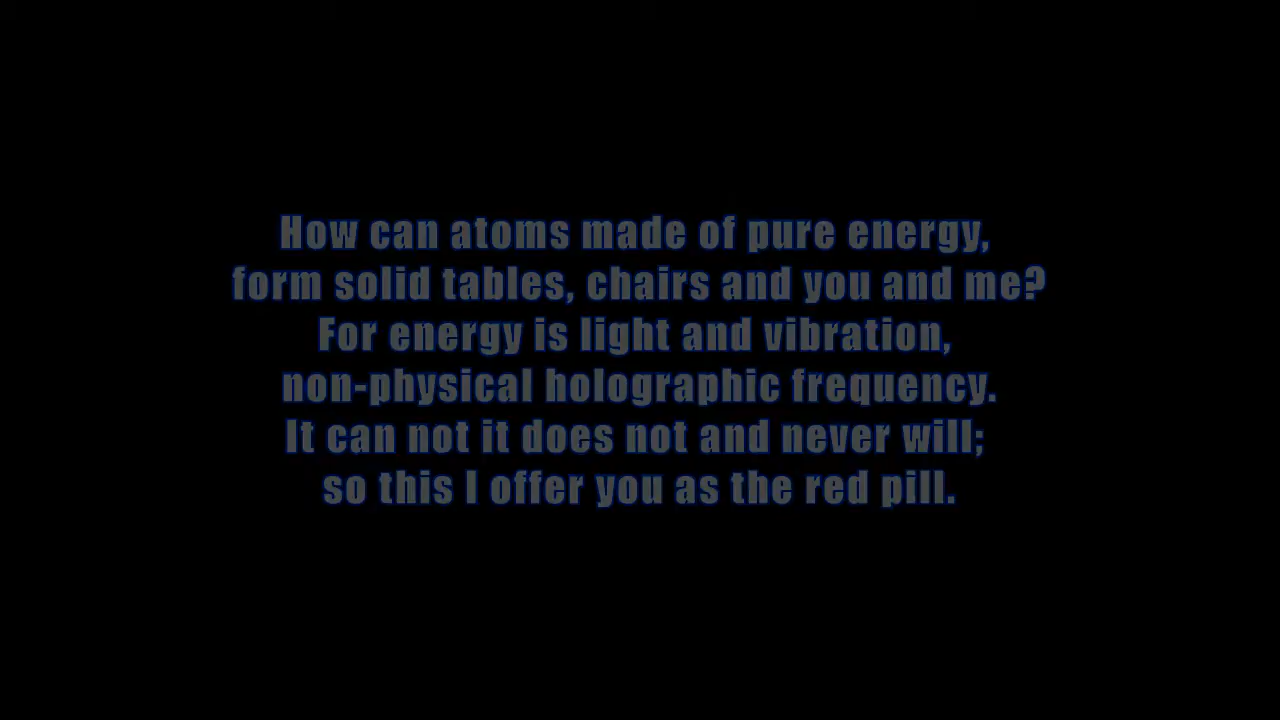 How can atoms made of pure energy,
form solid tables, chairs and you and me?
For energy is light and vibration,
non-physical holographic frequency.
It can not it does not and never will;
so this I offer you as the red pill.